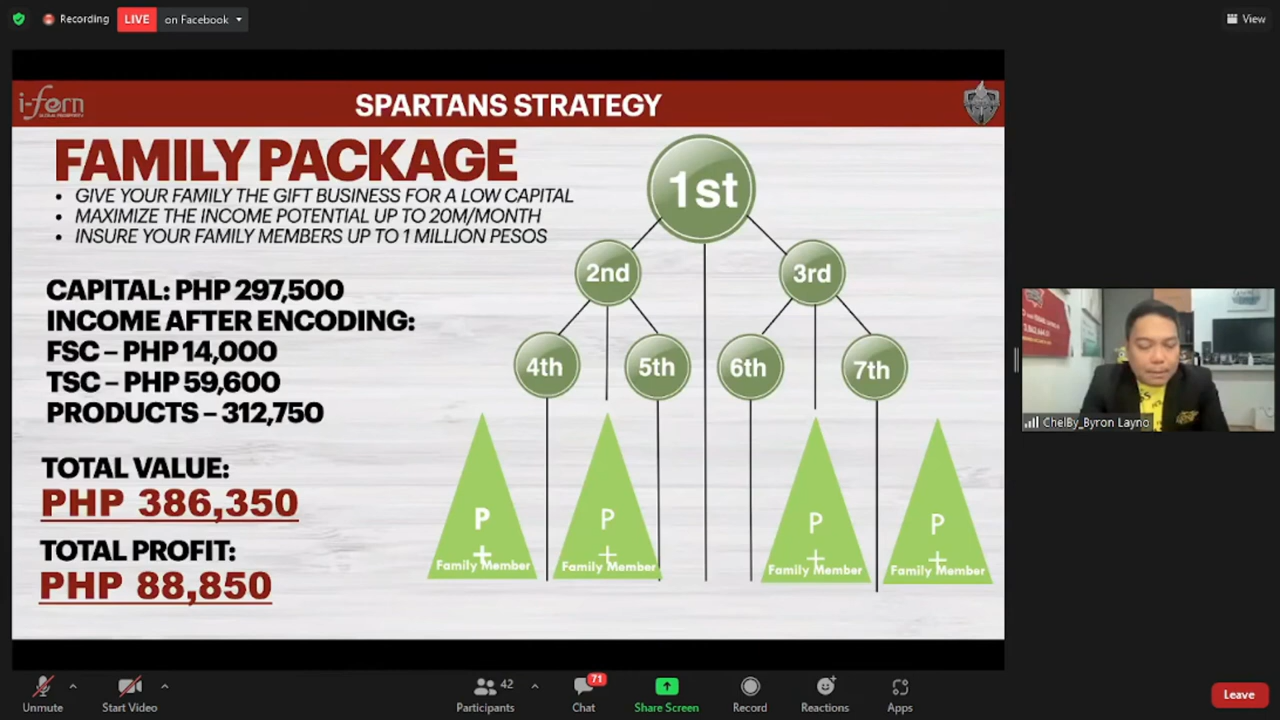 Recording
LIVE on Facebook
View
i-fern
SPARTANS STRATEGY
FAMILY PACKAGE
• GIVE YOUR FAMILY THE GIFT BUSINESS FOR A LOW CAPITAL
• MAXIMIZE THE INCOME POTENTIAL UP TO 20M/MONTH
• INSURE YOUR FAMILY MEMBERS UP TO 1 MILLION PESOS
CAPITAL: PHP 297,500
INCOME AFTER ENCODING:
FSC – PHP 14,000
TSC – PHP 59,600
PRODUCTS – 312,750
TOTAL VALUE:
PHP 386,350
TOTAL PROFIT:
PHP 88,850
1st
2nd
3rd
4th
5th
6th
7th
P
+
Family Member
P
+
Family Member
P
+
Family Member
P
+
Family Member
ChelBy_Byron Layno
Unmute
Start Video
42
Participants
71
Chat
Share Screen
Record
Reactions
Apps
Leave